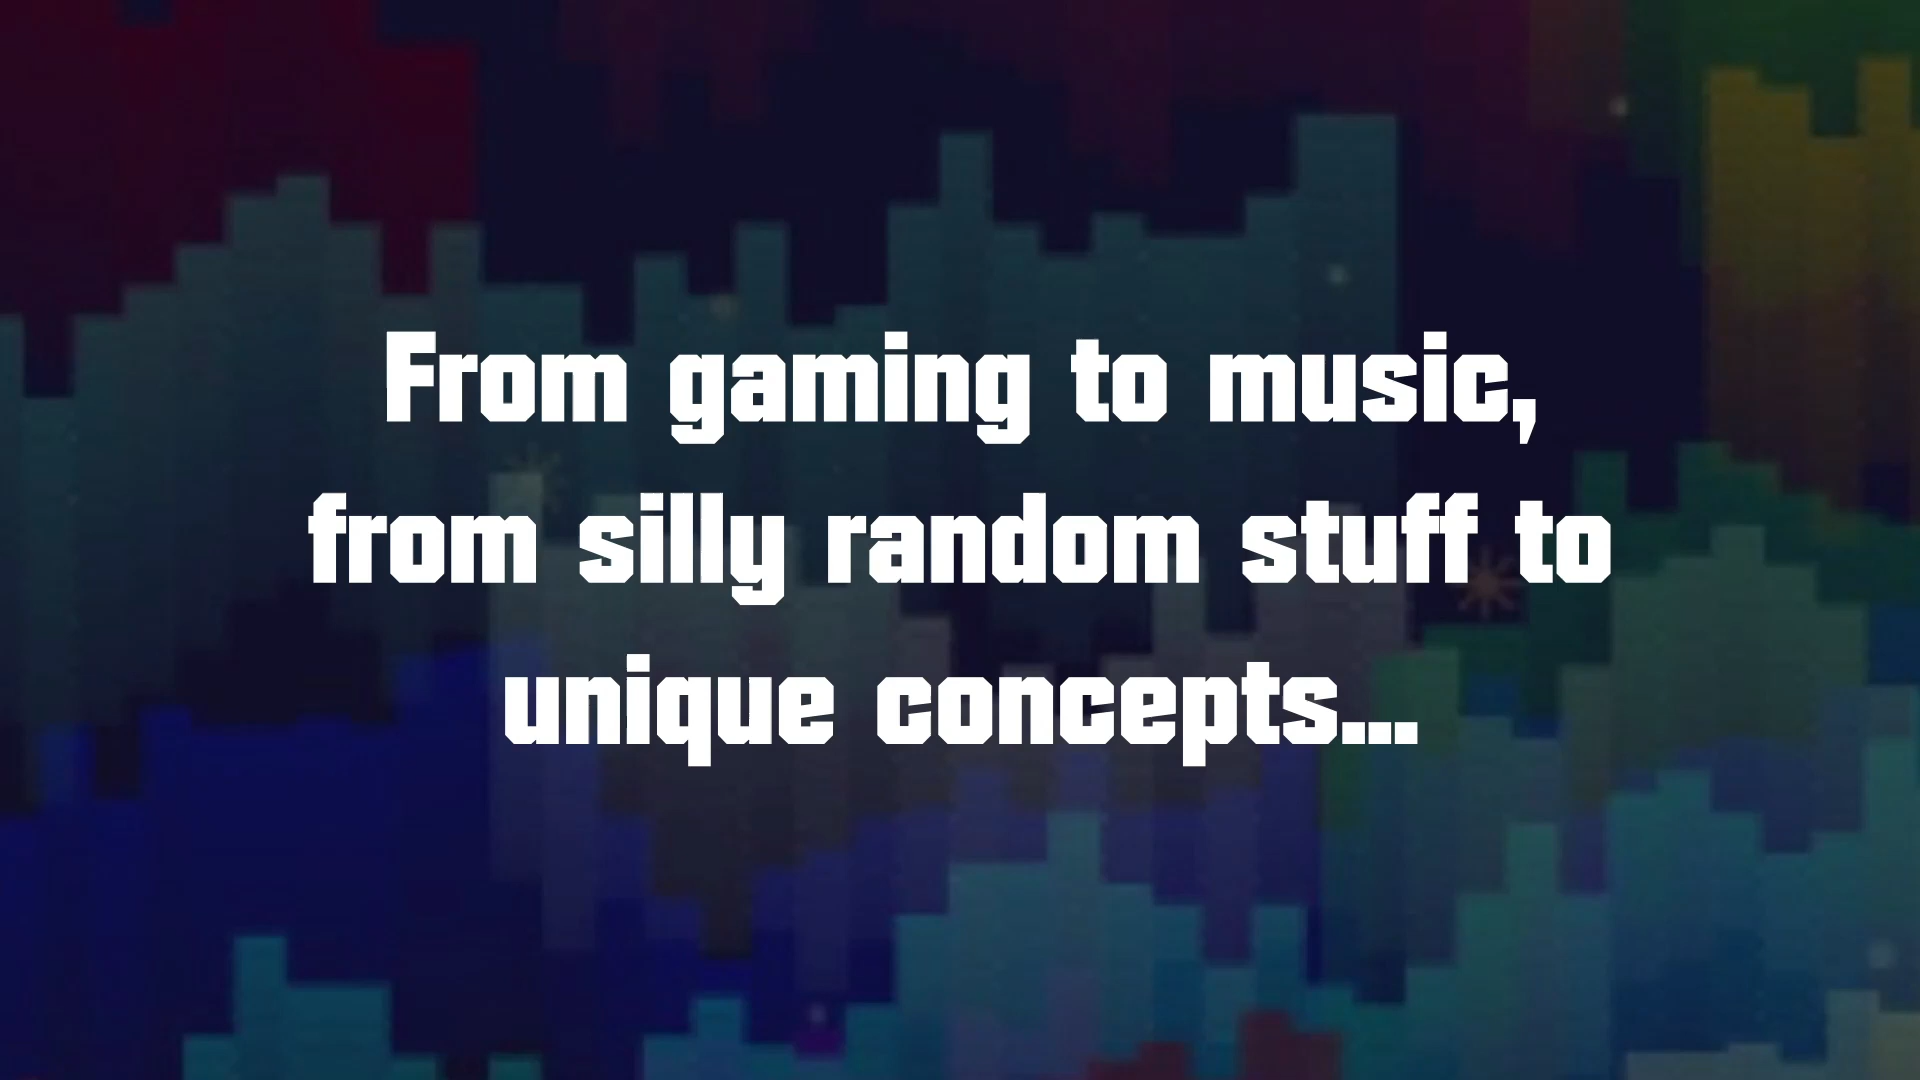 From gaming to music,
from silly random stuff to
unique concepts...